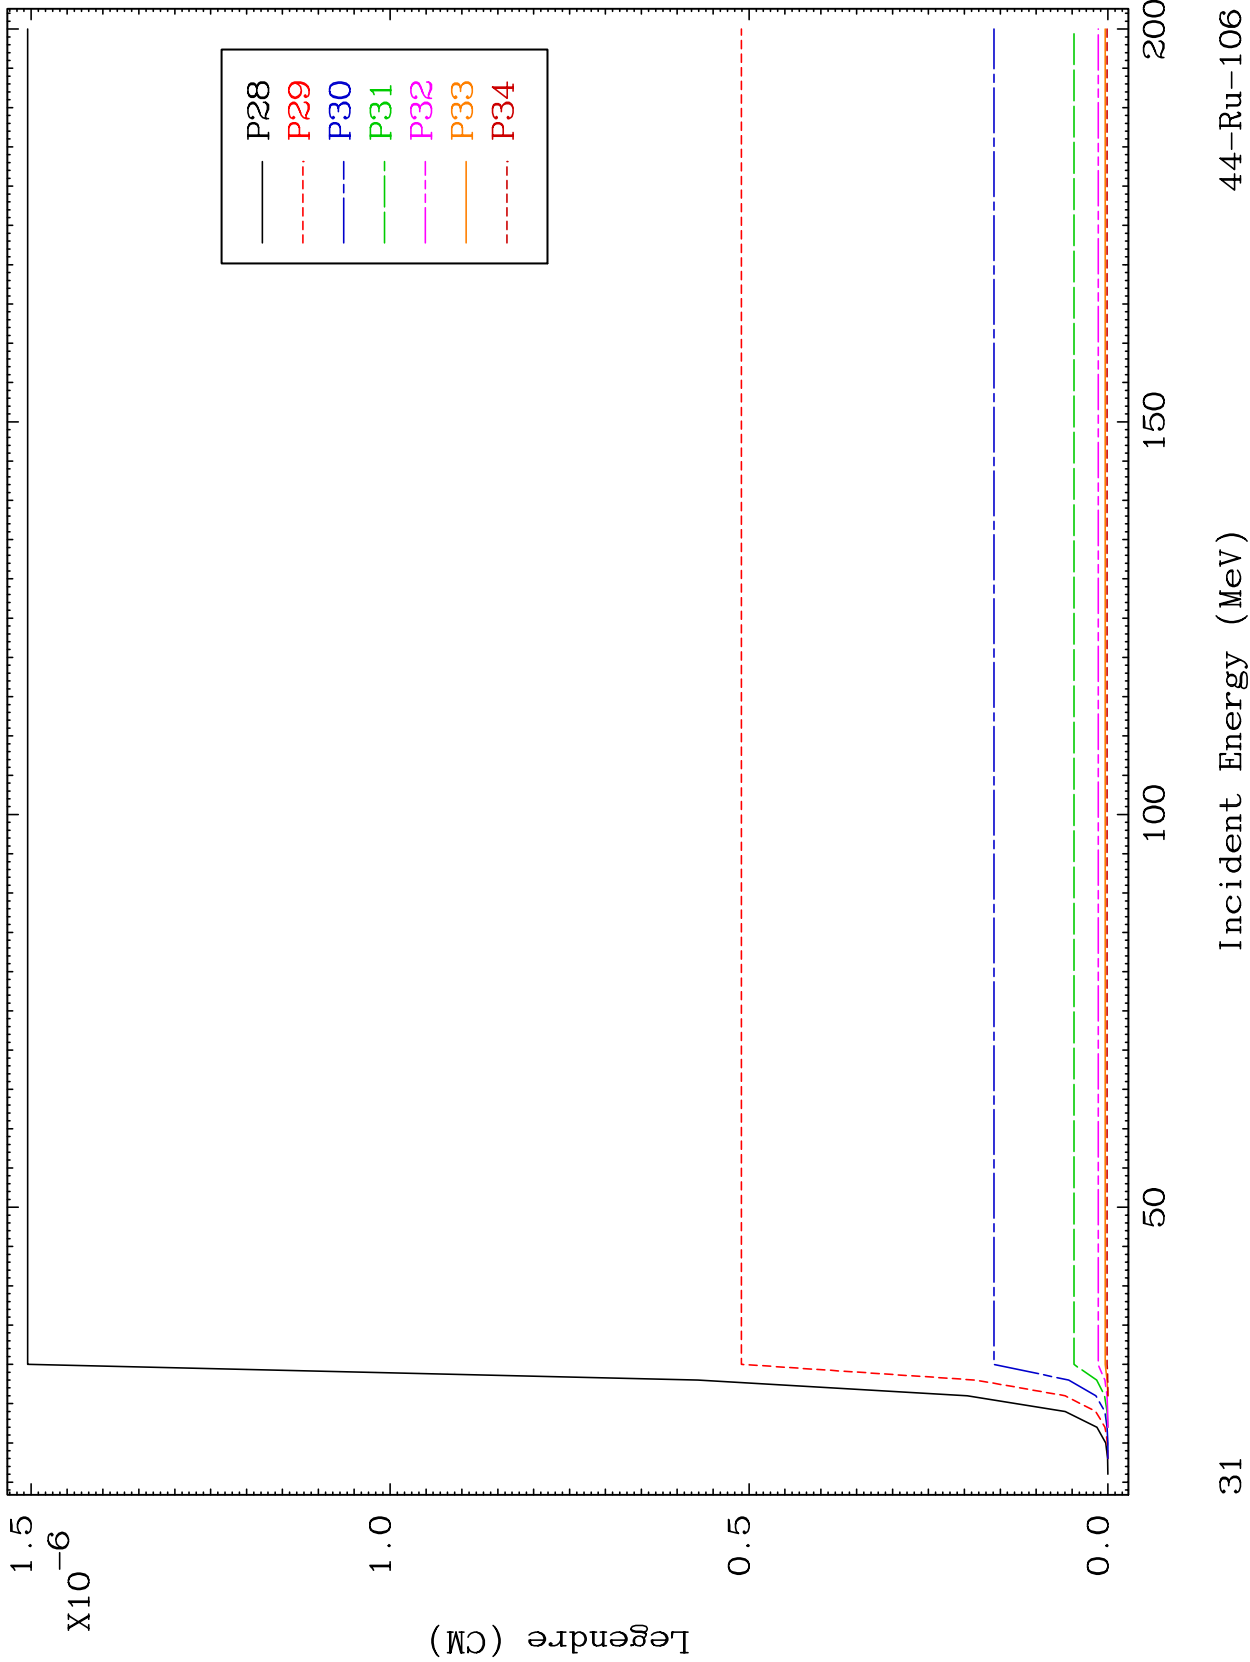 1.5
X10⁻⁶
1.0
0.5
0.0
Legendre (CM)
P28
P29
P30
P31
P32
P33
P34
50
100
150
200
Incident Energy (MeV)
31
44-Ru-106